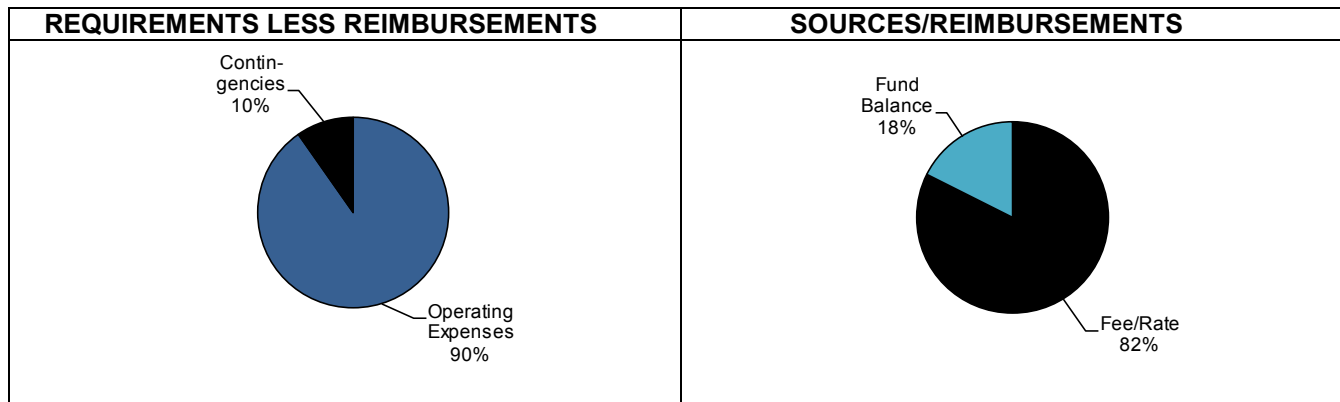 REQUIREMENTS LESS REIMBURSEMENTS
SOURCES/REIMBURSEMENTS
Contin-
gencies
10%
Operating
Expenses
90%
Fund
Balance
18%
Fee/Rate
82%